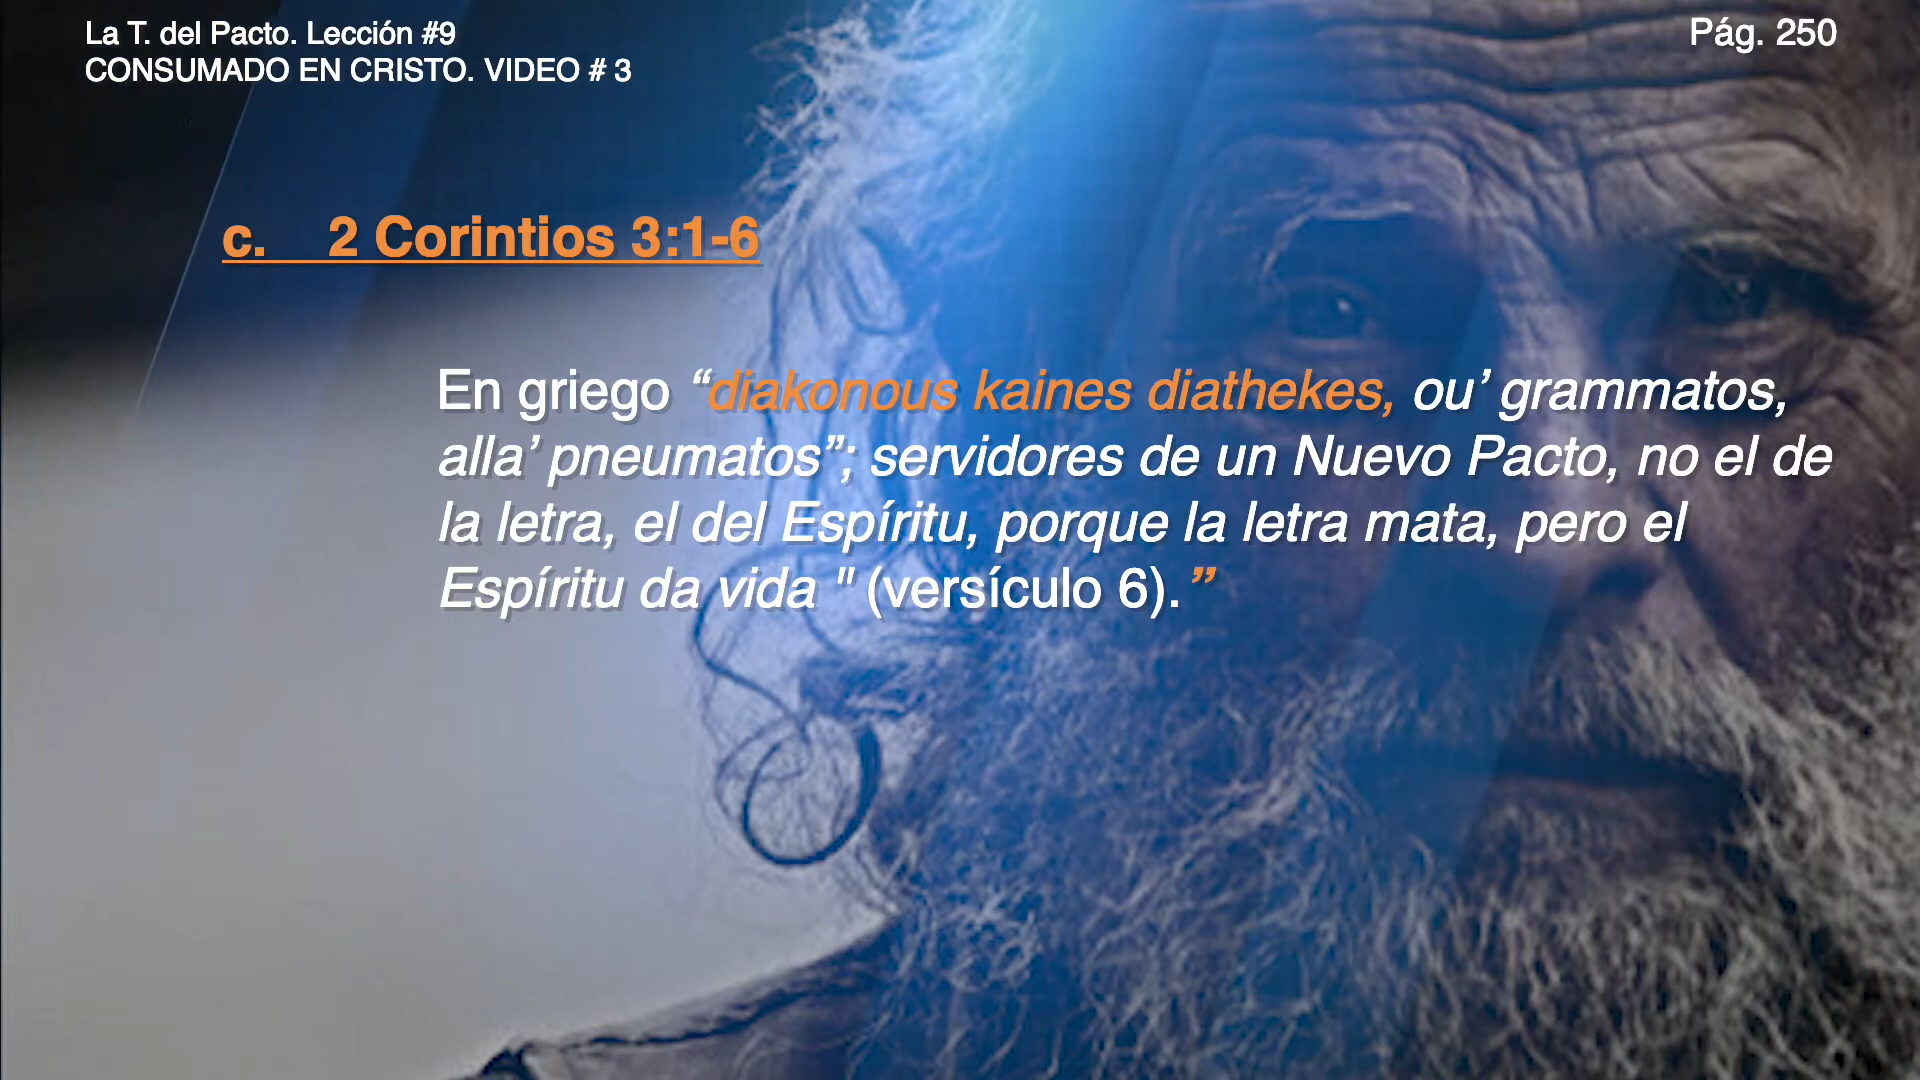 La T. del Pacto. Lección #9
CONSUMADO EN CRISTO. VIDEO # 3
Pág. 250
c. 2 Corintios 3:1-6
En griego “diakonous kaines diathekes, ou’ grammatos,
alla’ pneumatos”; servidores de un Nuevo Pacto, no el de
la letra, el del Espíritu, porque la letra mata, pero el
Espíritu da vida " (versículo 6). ”